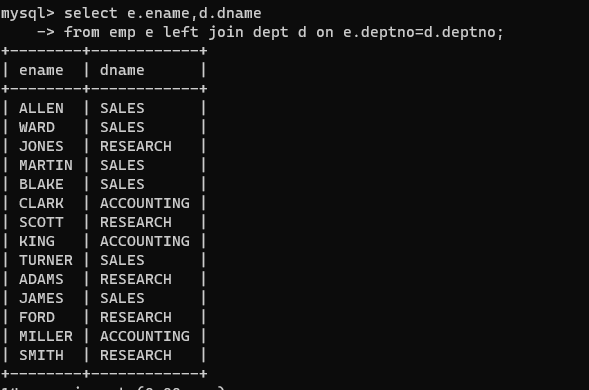 mysql> select e.ename,d.dname
    -> from emp e left join dept d on e.deptno=d.deptno;
+--------+------------+
| ename  | dname      |
+--------+------------+
| ALLEN  | SALES      |
| WARD   | SALES      |
| JONES  | RESEARCH   |
| MARTIN | SALES      |
| BLAKE  | SALES      |
| CLARK  | ACCOUNTING |
| SCOTT  | RESEARCH   |
| KING   | ACCOUNTING |
| TURNER | SALES      |
| ADAMS  | RESEARCH   |
| JAMES  | SALES      |
| FORD   | RESEARCH   |
| MILLER | ACCOUNTING |
| SMITH  | RESEARCH   |
+--------+------------+